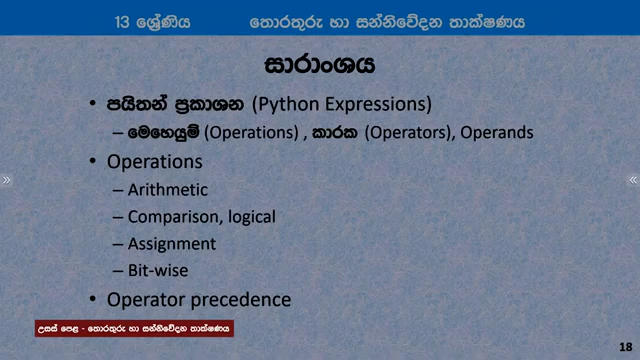 13 ශ්‍රේණිය තොරතුරු හා සන්නිවේදන තාක්ෂණය
සාරාංශය
• පයිතන් ප්‍රකාශන (Python Expressions)
– මෙහෙයුම් (Operations) , කාරක (Operators), Operands
• Operations
– Arithmetic
– Comparison, logical
– Assignment
– Bit-wise
• Operator precedence
උසස් පෙළ - තොරතුරු හා සන්නිවේදන තාක්ෂණය
18